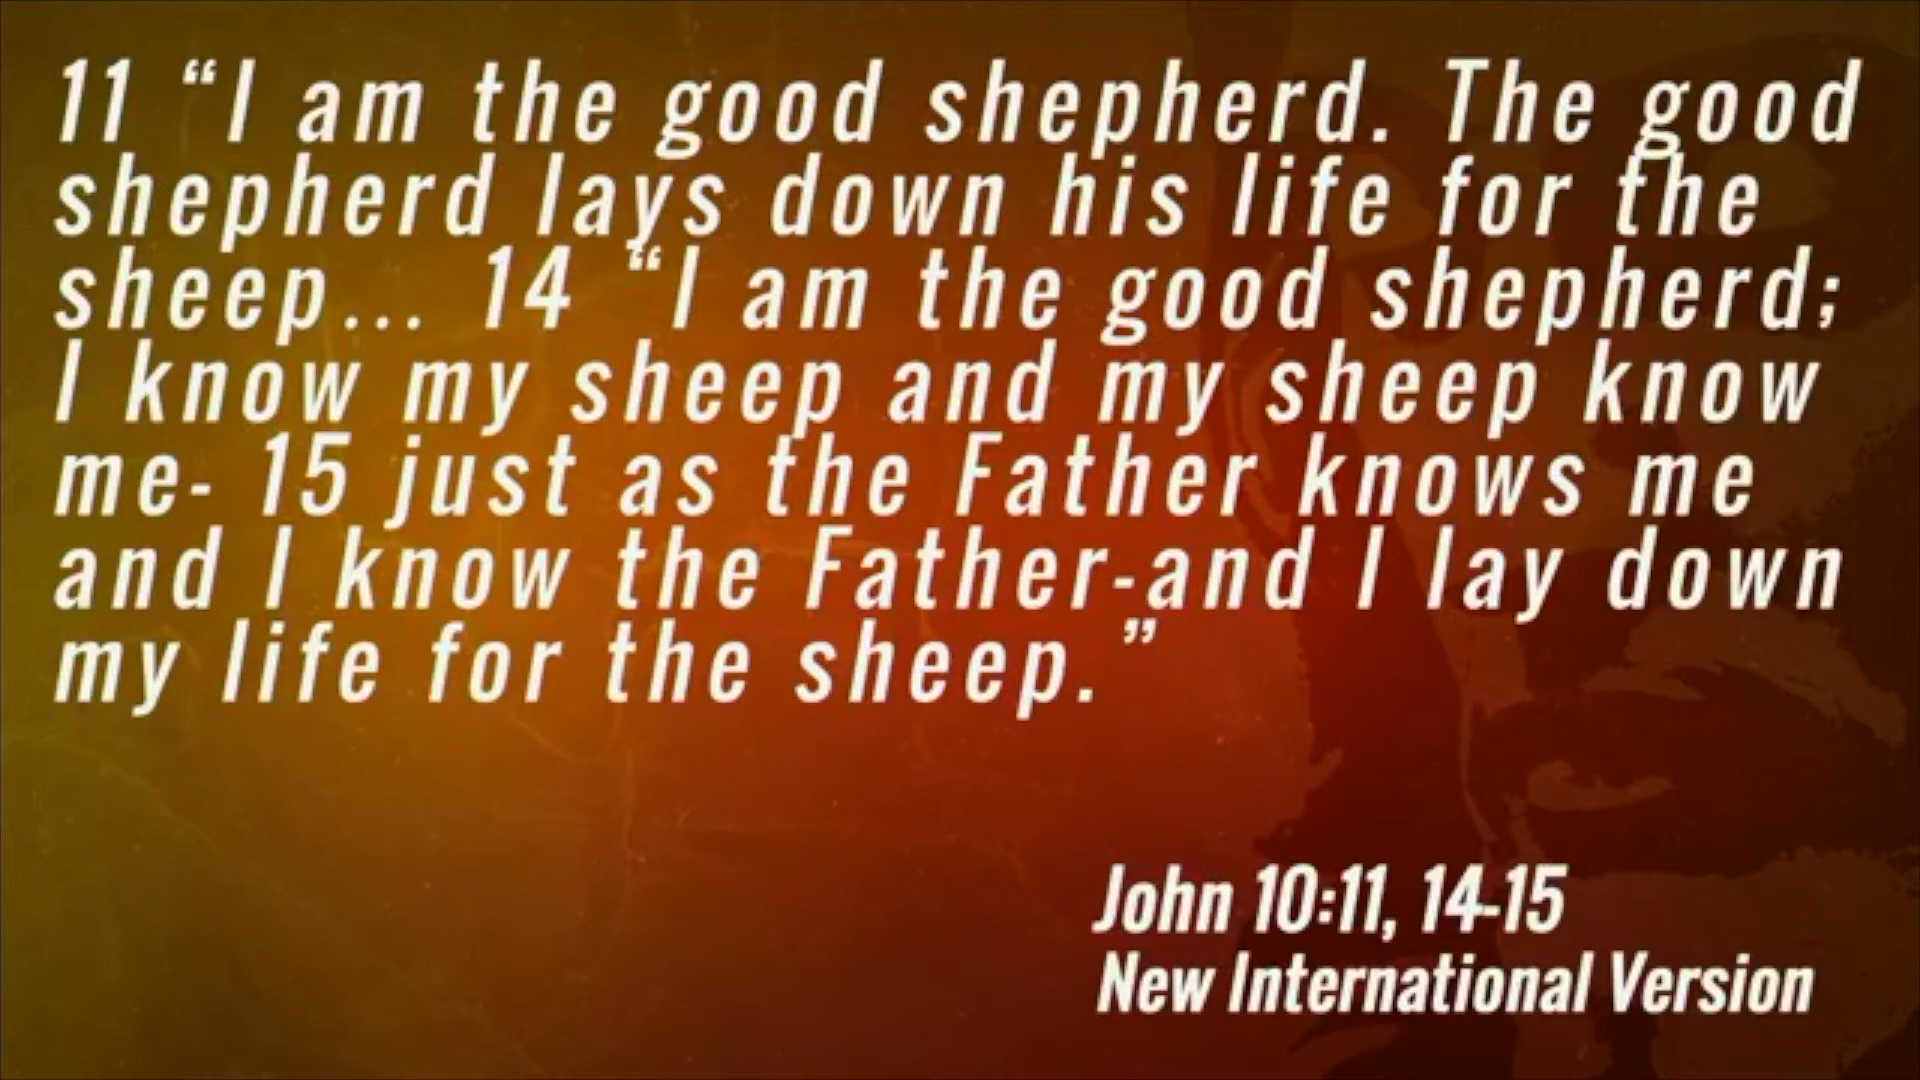 11 “I am the good shepherd. The good
shepherd lays down his life for the
sheep... 14 “I am the good shepherd;
I know my sheep and my sheep know
me- 15 just as the Father knows me
and I know the Father-and I lay down
my life for the sheep.”
John 10:11, 14-15
New International Version